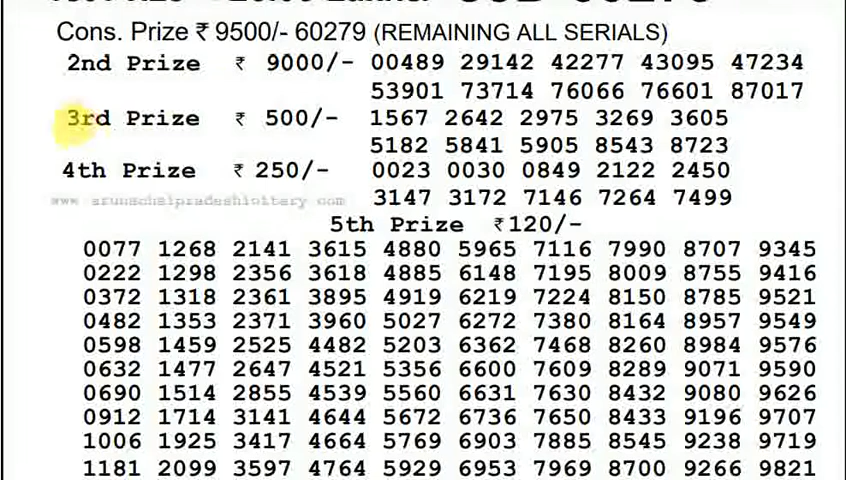 Cons. Prize ₹ 9500/- 60279 (REMAINING ALL SERIALS)
2nd Prize ₹ 9000/- 00489 29142 42277 43095 47234
53901 73714 76066 76601 87017
3rd Prize ₹ 500/- 1567 2642 2975 3269 3605
5182 5841 5905 8543 8723
4th Prize ₹ 250/- 0023 0030 0849 2122 2450
www arunachalpradeshlottery com 3147 3172 7146 7264 7499
5th Prize ₹120/-
0077 1268 2141 3615 4880 5965 7116 7990 8707 9345
0222 1298 2356 3618 4885 6148 7195 8009 8755 9416
0372 1318 2361 3895 4919 6219 7224 8150 8785 9521
0482 1353 2371 3960 5027 6272 7380 8164 8957 9549
0598 1459 2525 4482 5203 6362 7468 8260 8984 9576
0632 1477 2647 4521 5356 6600 7609 8289 9071 9590
0690 1514 2855 4539 5560 6631 7630 8432 9080 9626
0912 1714 3141 4644 5672 6736 7650 8433 9196 9707
1006 1925 3417 4664 5769 6903 7885 8545 9238 9719
1181 2099 3597 4764 5929 6953 7969 8700 9266 9821